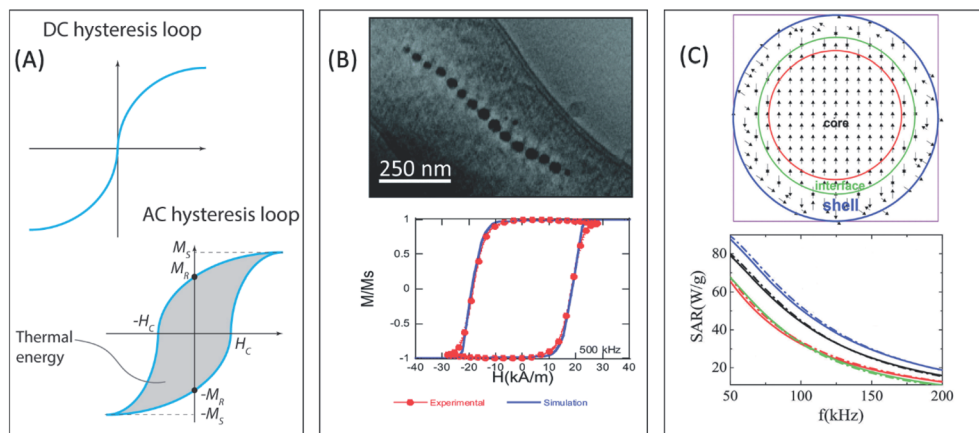 (A)
DC hysteresis loop
AC hysteresis loop
M_S
M_R
-H_C
H_C
Thermal
energy
-M_R
-M_S
(B)
250 nm
M/Ms
1
0.5
0
-0.5
-1
500 kHz
-40 -30 -20 -10 0 10 20 30 40
H(kA/m)
Experimental Simulation
(C)
core
interface
shell
SAR(W/g)
80
60
40
20
50 100 150 200
f(kHz)